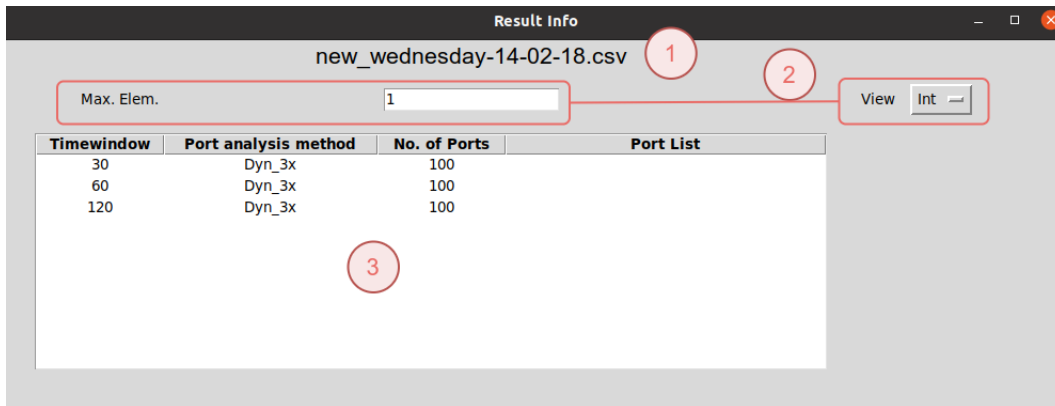 Result Info
new_wednesday-14-02-18.csv 1
2
Max. Elem. 1 View Int
Timewindow Port analysis method No. of Ports Port List
30 Dyn_3x 100
60 Dyn_3x 100
120 Dyn_3x 100
3